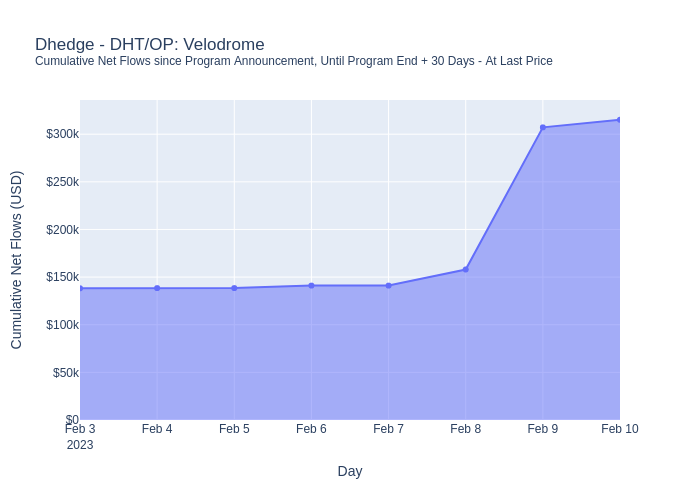 Dhedge - DHT/OP: Velodrome
Cumulative Net Flows since Program Announcement, Until Program End + 30 Days - At Last Price
Cumulative Net Flows (USD)
$300k
$250k
$200k
$150k
$100k
$50k
$0
Feb 3
2023
Feb 4
Feb 5
Feb 6
Feb 7
Feb 8
Feb 9
Feb 10
Day